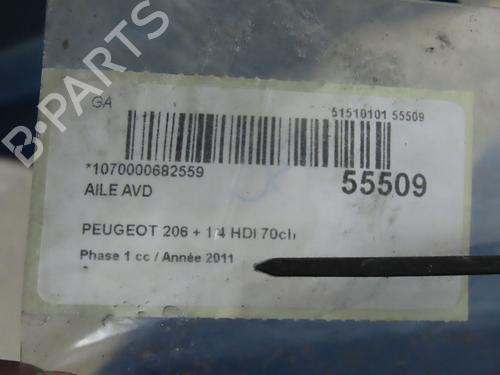 GA
51510101 55509
*1070000682559
55509
AILE AVD
PEUGEOT 206 + 1.4 HDI 70ch
Phase 1 cc / Année 2011
B-PARTS